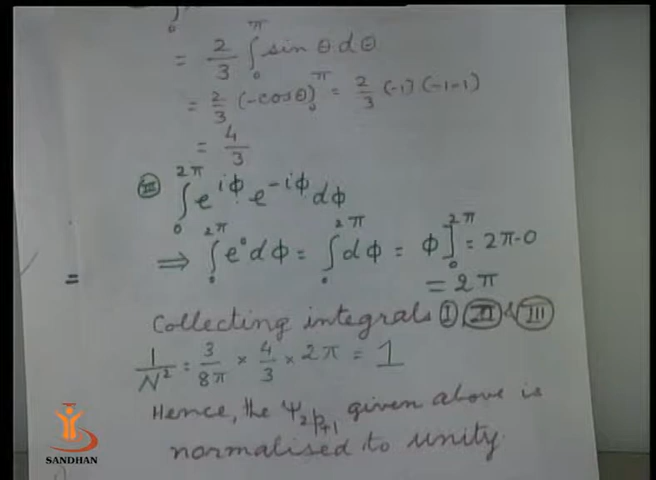 = 2/3 ∫₀^π sin θ dθ
= 2/3 (-cosθ)₀^π = 2/3 (-1) (-1-1)
= 4/3
III ∫₀^2π e^iϕ e^-iϕ dϕ
⇒ ∫₀^2π e⁰ dϕ = ∫₀^2π dϕ = ϕ]₀^2π = 2π-0
= 2π
=
Collecting integrals I, II & III
1/N² = 3/8π × 4/3 × 2π = 1
Hence, the Ψ₂p₊₁ given above is
normalised to unity.
SANDHAN